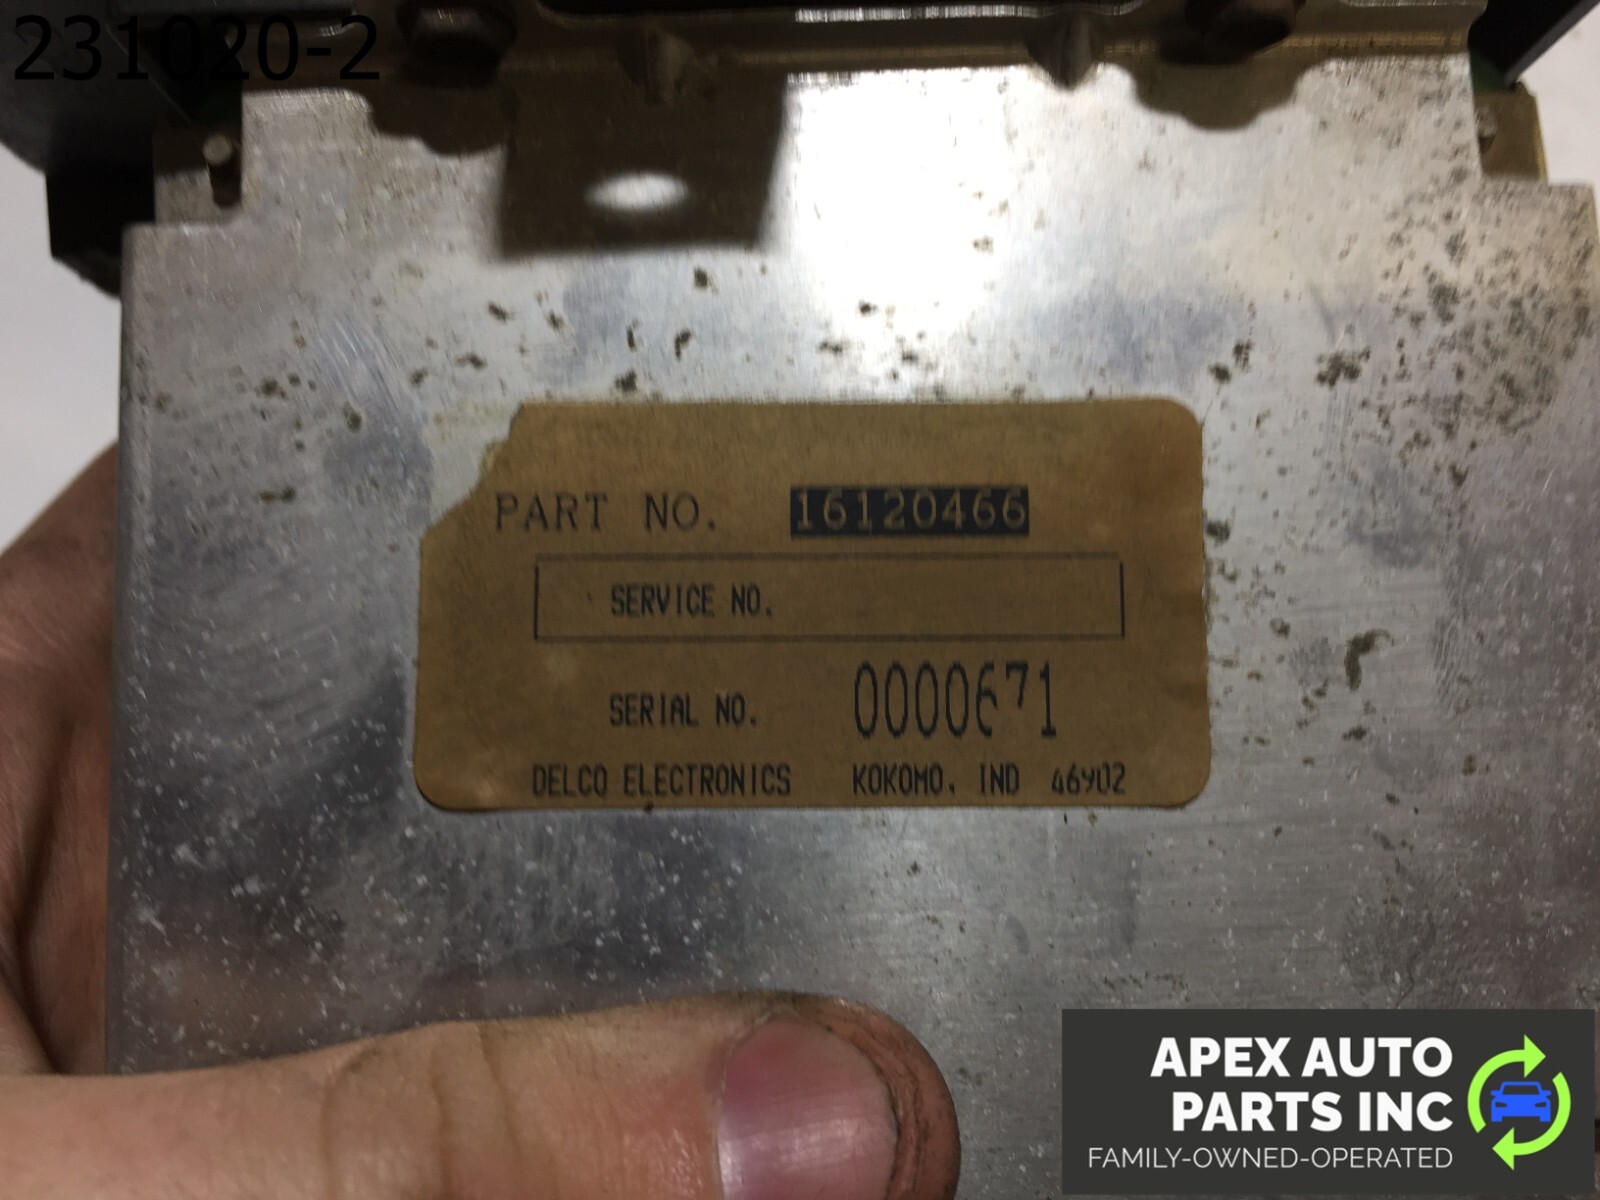 231020-2
PART NO. 16120466
SERVICE NO.
SERIAL NO. 0000671
DELCO ELECTRONICS KOKOMO, IND 46902
APEX AUTO
PARTS INC
FAMILY-OWNED-OPERATED